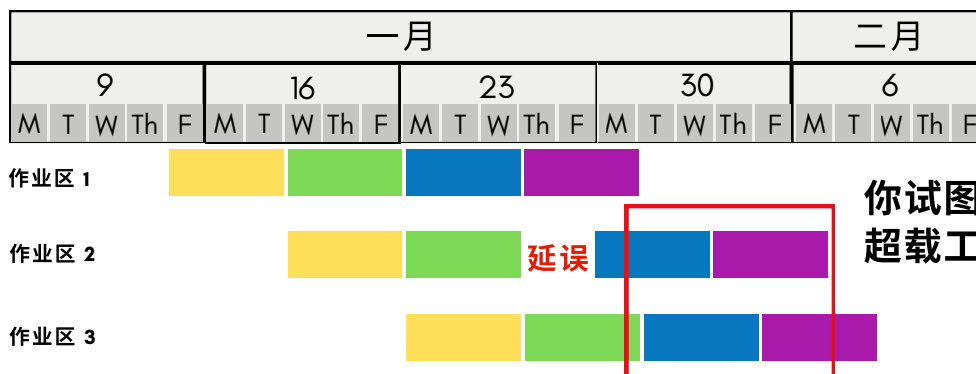 一月 二月
9 16 23 30 6
M T W Th F M T W Th F M T W Th F M T W Th F M T W Th F
作业区 1
你试图
超载工
作业区 2
延误
作业区 3